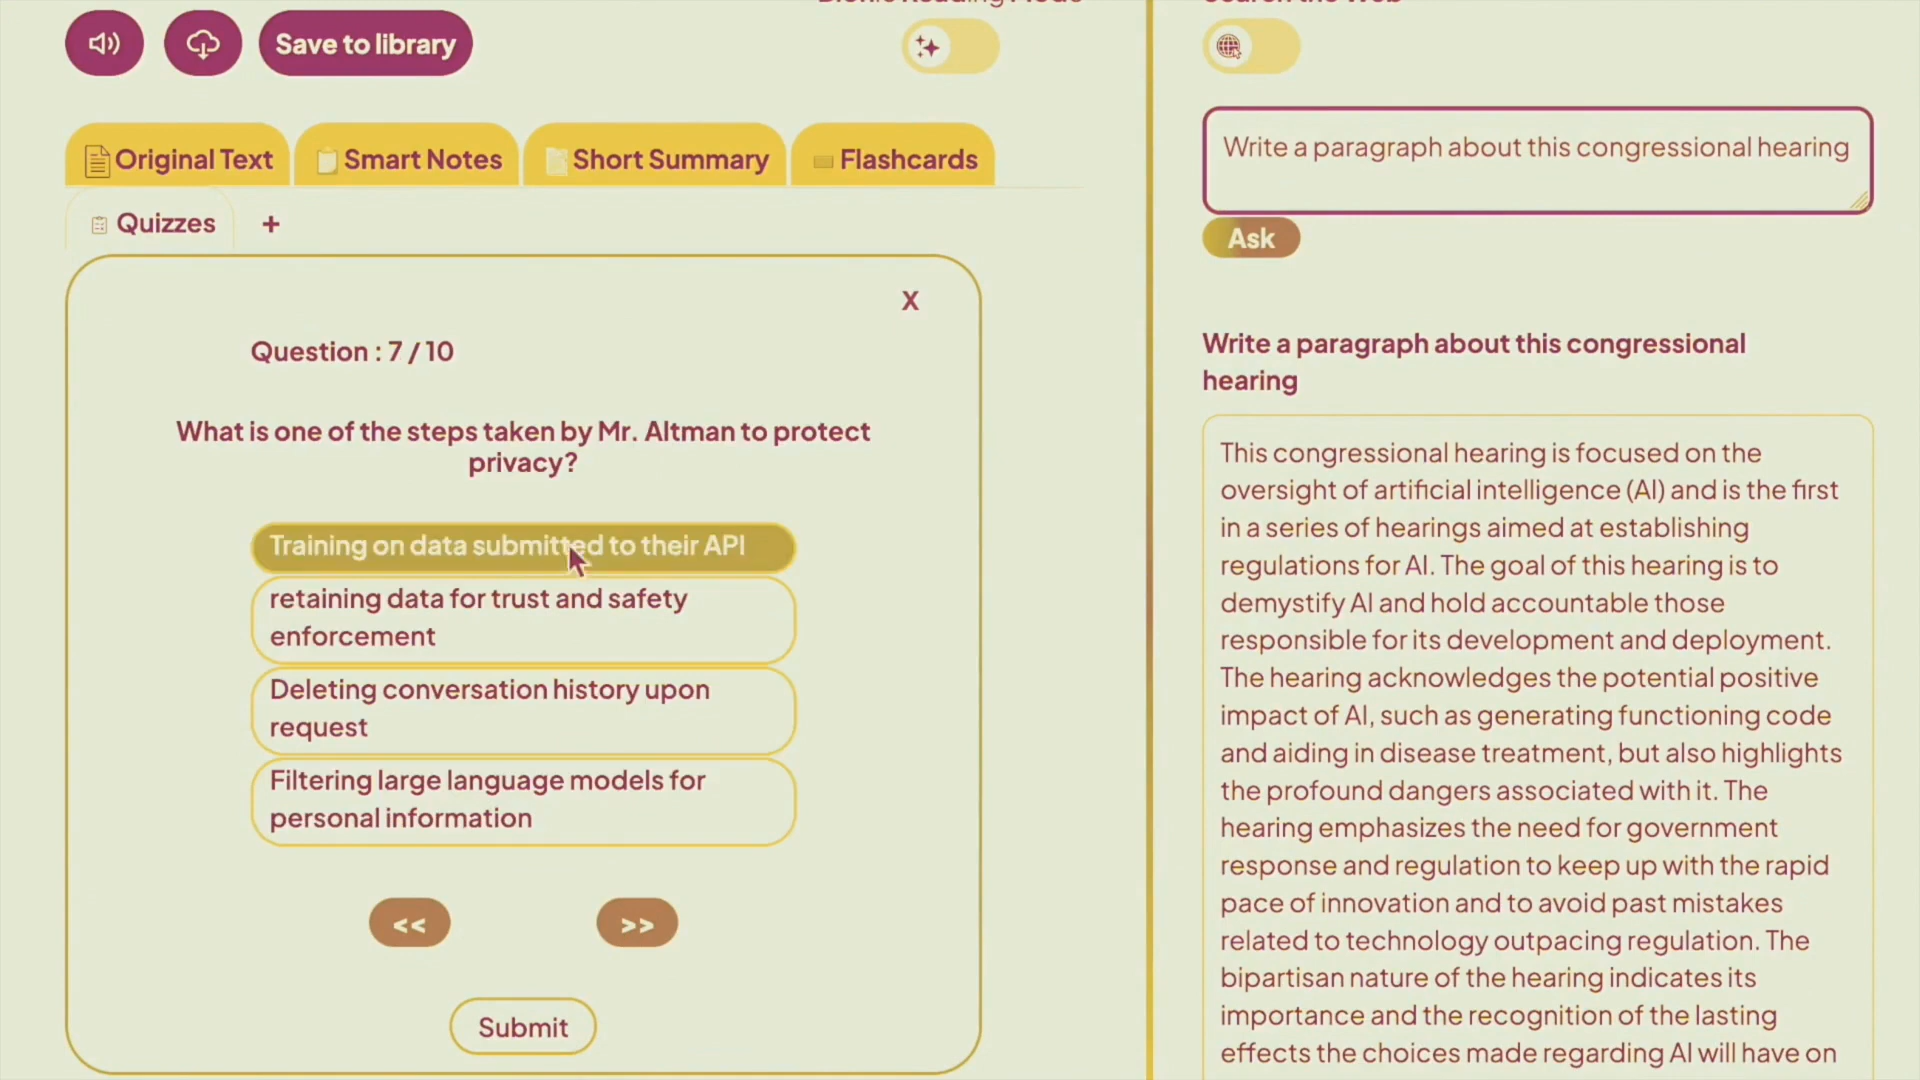 Save to library
Original Text
Smart Notes
Short Summary
Flashcards
Quizzes
+
X
Question : 7 / 10
What is one of the steps taken by Mr. Altman to protect
privacy?
Training on data submitted to their API
retaining data for trust and safety
enforcement
Deleting conversation history upon
request
Filtering large language models for
personal information
<<
>>
Submit
Write a paragraph about this congressional hearing
Ask
Write a paragraph about this congressional
hearing
This congressional hearing is focused on the
oversight of artificial intelligence (AI) and is the first
in a series of hearings aimed at establishing
regulations for AI. The goal of this hearing is to
demystify AI and hold accountable those
responsible for its development and deployment.
The hearing acknowledges the potential positive
impact of AI, such as generating functioning code
and aiding in disease treatment, but also highlights
the profound dangers associated with it. The
hearing emphasizes the need for government
response and regulation to keep up with the rapid
pace of innovation and to avoid past mistakes
related to technology outpacing regulation. The
bipartisan nature of the hearing indicates its
importance and the recognition of the lasting
effects the choices made regarding AI will have on